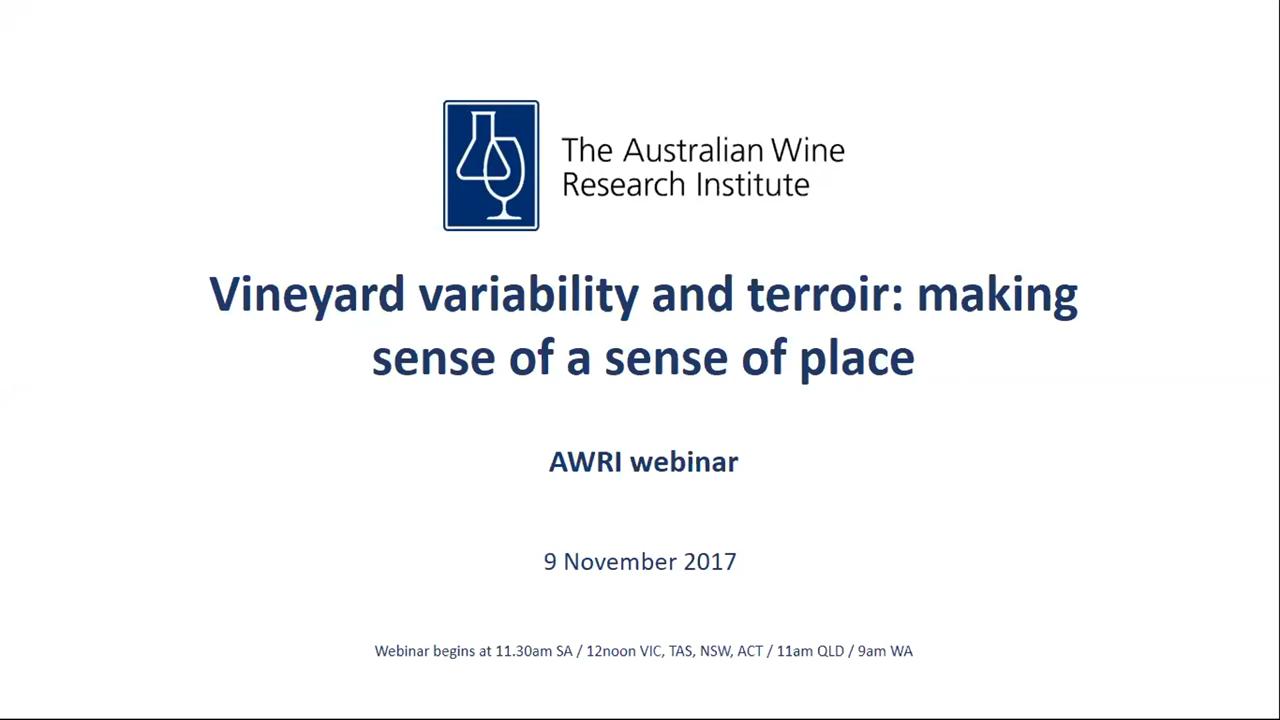 The Australian Wine
Research Institute
Vineyard variability and terroir: making
sense of a sense of place
AWRI webinar
9 November 2017
Webinar begins at 11.30am SA / 12noon VIC, TAS, NSW, ACT / 11am QLD / 9am WA